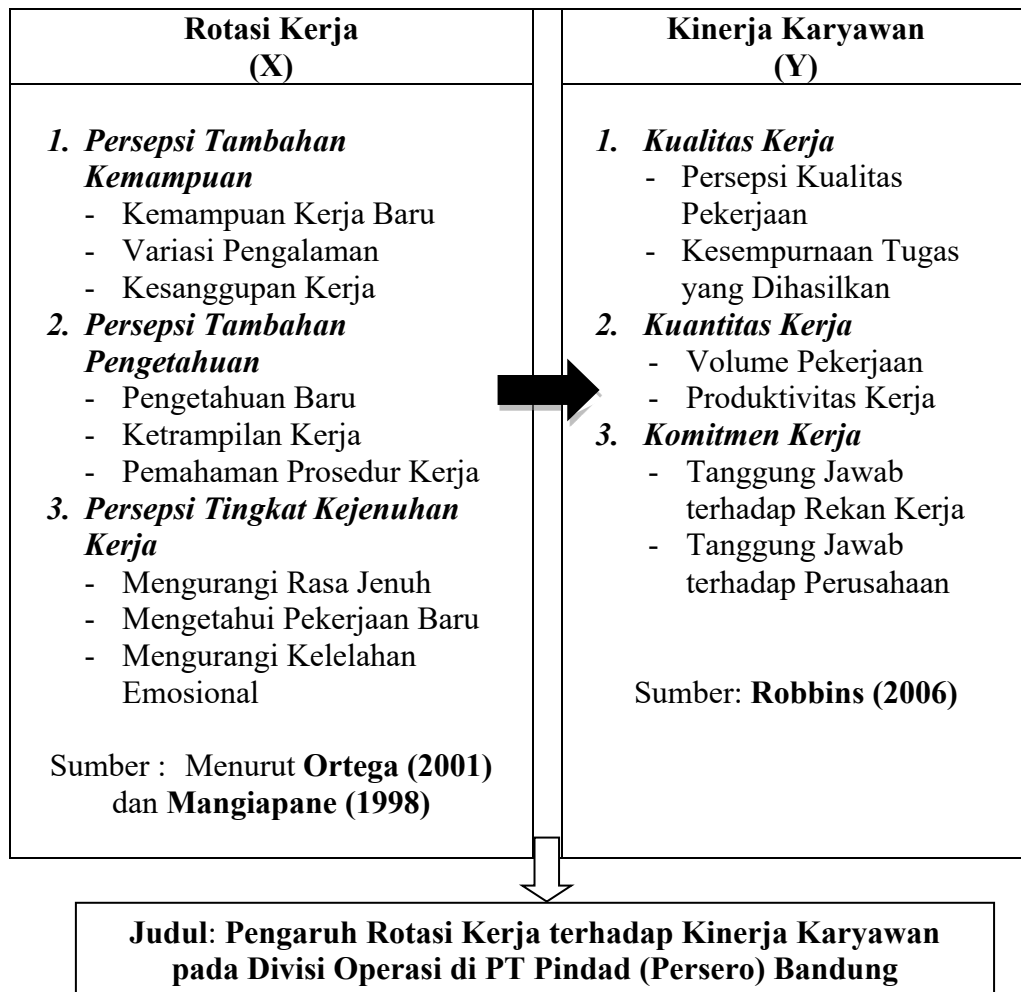 Rotasi Kerja
(X)
1. Persepsi Tambahan
Kemampuan
- Kemampuan Kerja Baru
- Variasi Pengalaman
- Kesanggupan Kerja
2. Persepsi Tambahan
Pengetahuan
- Pengetahuan Baru
- Ketrampilan Kerja
- Pemahaman Prosedur Kerja
3. Persepsi Tingkat Kejenuhan
Kerja
- Mengurangi Rasa Jenuh
- Mengetahui Pekerjaan Baru
- Mengurangi Kelelahan
Emosional
Sumber : Menurut Ortega (2001)
dan Mangiapane (1998)
Kinerja Karyawan
(Y)
1. Kualitas Kerja
- Persepsi Kualitas
Pekerjaan
- Kesempurnaan Tugas
yang Dihasilkan
2. Kuantitas Kerja
- Volume Pekerjaan
- Produktivitas Kerja
3. Komitmen Kerja
- Tanggung Jawab
terhadap Rekan Kerja
- Tanggung Jawab
terhadap Perusahaan
Sumber: Robbins (2006)
Judul: Pengaruh Rotasi Kerja terhadap Kinerja Karyawan
pada Divisi Operasi di PT Pindad (Persero) Bandung